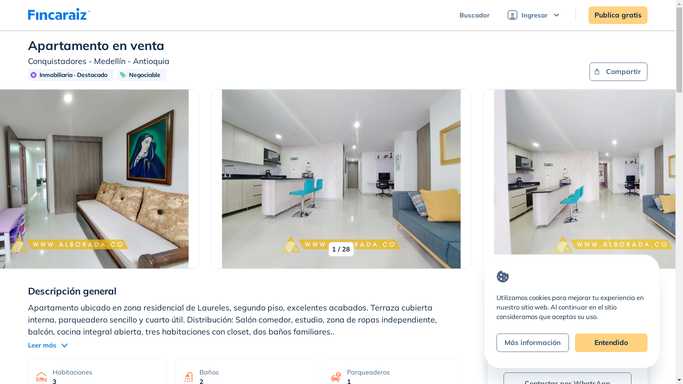 Fincaraiz
Buscador
Ingresar
Publica gratis
Apartamento en venta
Conquistadores - Medellín - Antioquia
Inmobiliaria - Destacado
Negociable
Compartir
WWW.ALBORADA.CO
WWW.ALBORADA.CO
WWW.ALBORADA.CO
1 / 28
Descripción general
Apartamento ubicado en zona residencial de Laureles, segundo piso, excelentes acabados. Terraza cubierta
interna, parqueadero sencillo y cuarto útil. Distribución: Salón comedor, estudio, zona de ropas independiente,
balcón, cocina integral abierta, tres habitaciones con closet, dos baños familiares..
Leer más
Habitaciones
3
Baños
2
Parqueaderos
1
Utilizamos cookies para mejorar tu experiencia en
nuestro sitio web. Al continuar en el sitio
consideramos que aceptas su uso.
Más información
Entendido
Contactar por WhatsApp